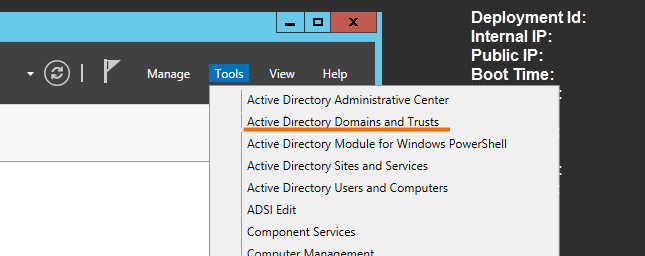 Deployment Id:
Internal IP:
Public IP:
Boot Time:
Manage Tools View Help
Active Directory Administrative Center
Active Directory Domains and Trusts
Active Directory Module for Windows PowerShell
Active Directory Sites and Services
Active Directory Users and Computers
ADSI Edit
Component Services
Computer Management